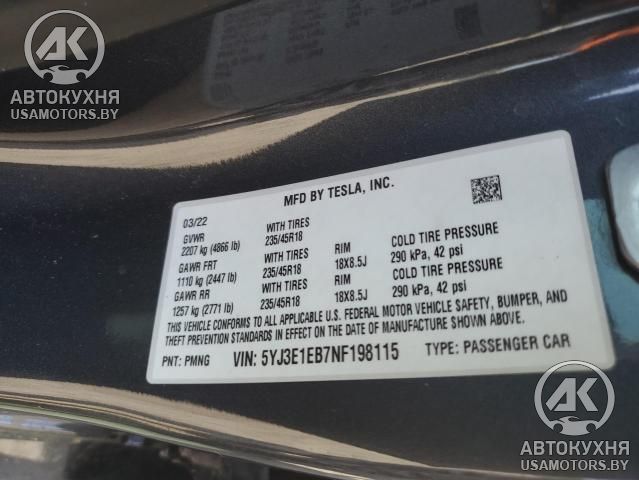 AK
АВТОКУХНЯ
USAMOTORS.BY
MFD BY TESLA, INC.
03/22
GVWR WITH TIRES
2207 kg (4866 lb) 235/45R18
GAWR FRT WITH TIRES RIM COLD TIRE PRESSURE
1110 kg (2447 lb) 235/45R18 18X8.5J 290 kPa, 42 psi
GAWR RR WITH TIRES RIM COLD TIRE PRESSURE
1257 kg (2771 lb) 235/45R18 18X8.5J 290 kPa, 42 psi
THIS VEHICLE CONFORMS TO ALL APPLICABLE U.S. FEDERAL MOTOR VEHICLE SAFETY, BUMPER, AND
THEFT PREVENTION STANDARDS IN EFFECT ON THE DATE OF MANUFACTURE SHOWN ABOVE.
PNT: PMNG VIN: 5YJ3E1EB7NF198115 TYPE: PASSENGER CAR
AK
АВТОКУХНЯ
USAMOTORS.BY